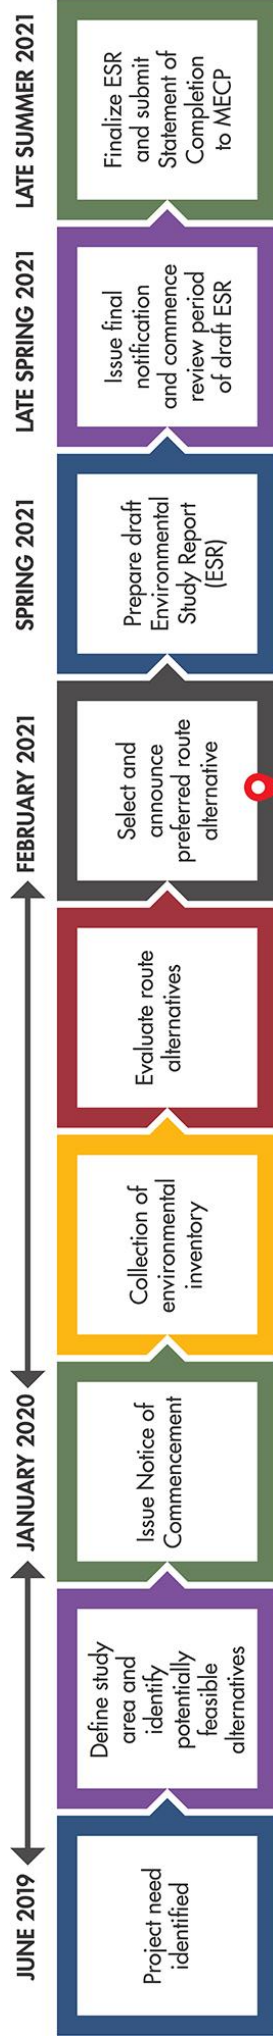 JUNE 2019
JANUARY 2020
FEBRUARY 2021
SPRING 2021
LATE SPRING 2021
LATE SUMMER 2021
Project need
identified
Define study
area and
identify
potentially
feasible
alternatives
Issue Notice of
Commencement
Collection of
environmental
inventory
Evaluate route
alternatives
Select and
announce
preferred route
alternative
Prepare draft
Environmental
Study Report
(ESR)
Issue final
notification
and commence
review period
of draft ESR
Finalize ESR
and submit
Statement of
Completion
to MECP